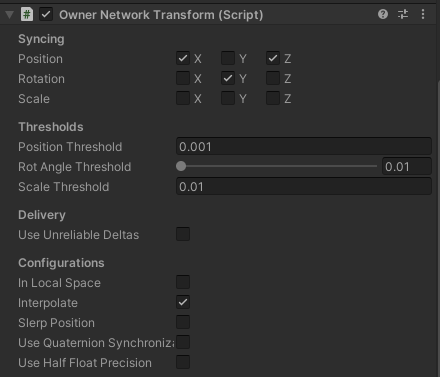 Owner Network Transform (Script)
Syncing
Position X Y Z
Rotation X Y Z
Scale X Y Z
Thresholds
Position Threshold 0.001
Rot Angle Threshold 0.01
Scale Threshold 0.01
Delivery
Use Unreliable Deltas
Configurations
In Local Space
Interpolate
Slerp Position
Use Quaternion Synchroniza
Use Half Float Precision